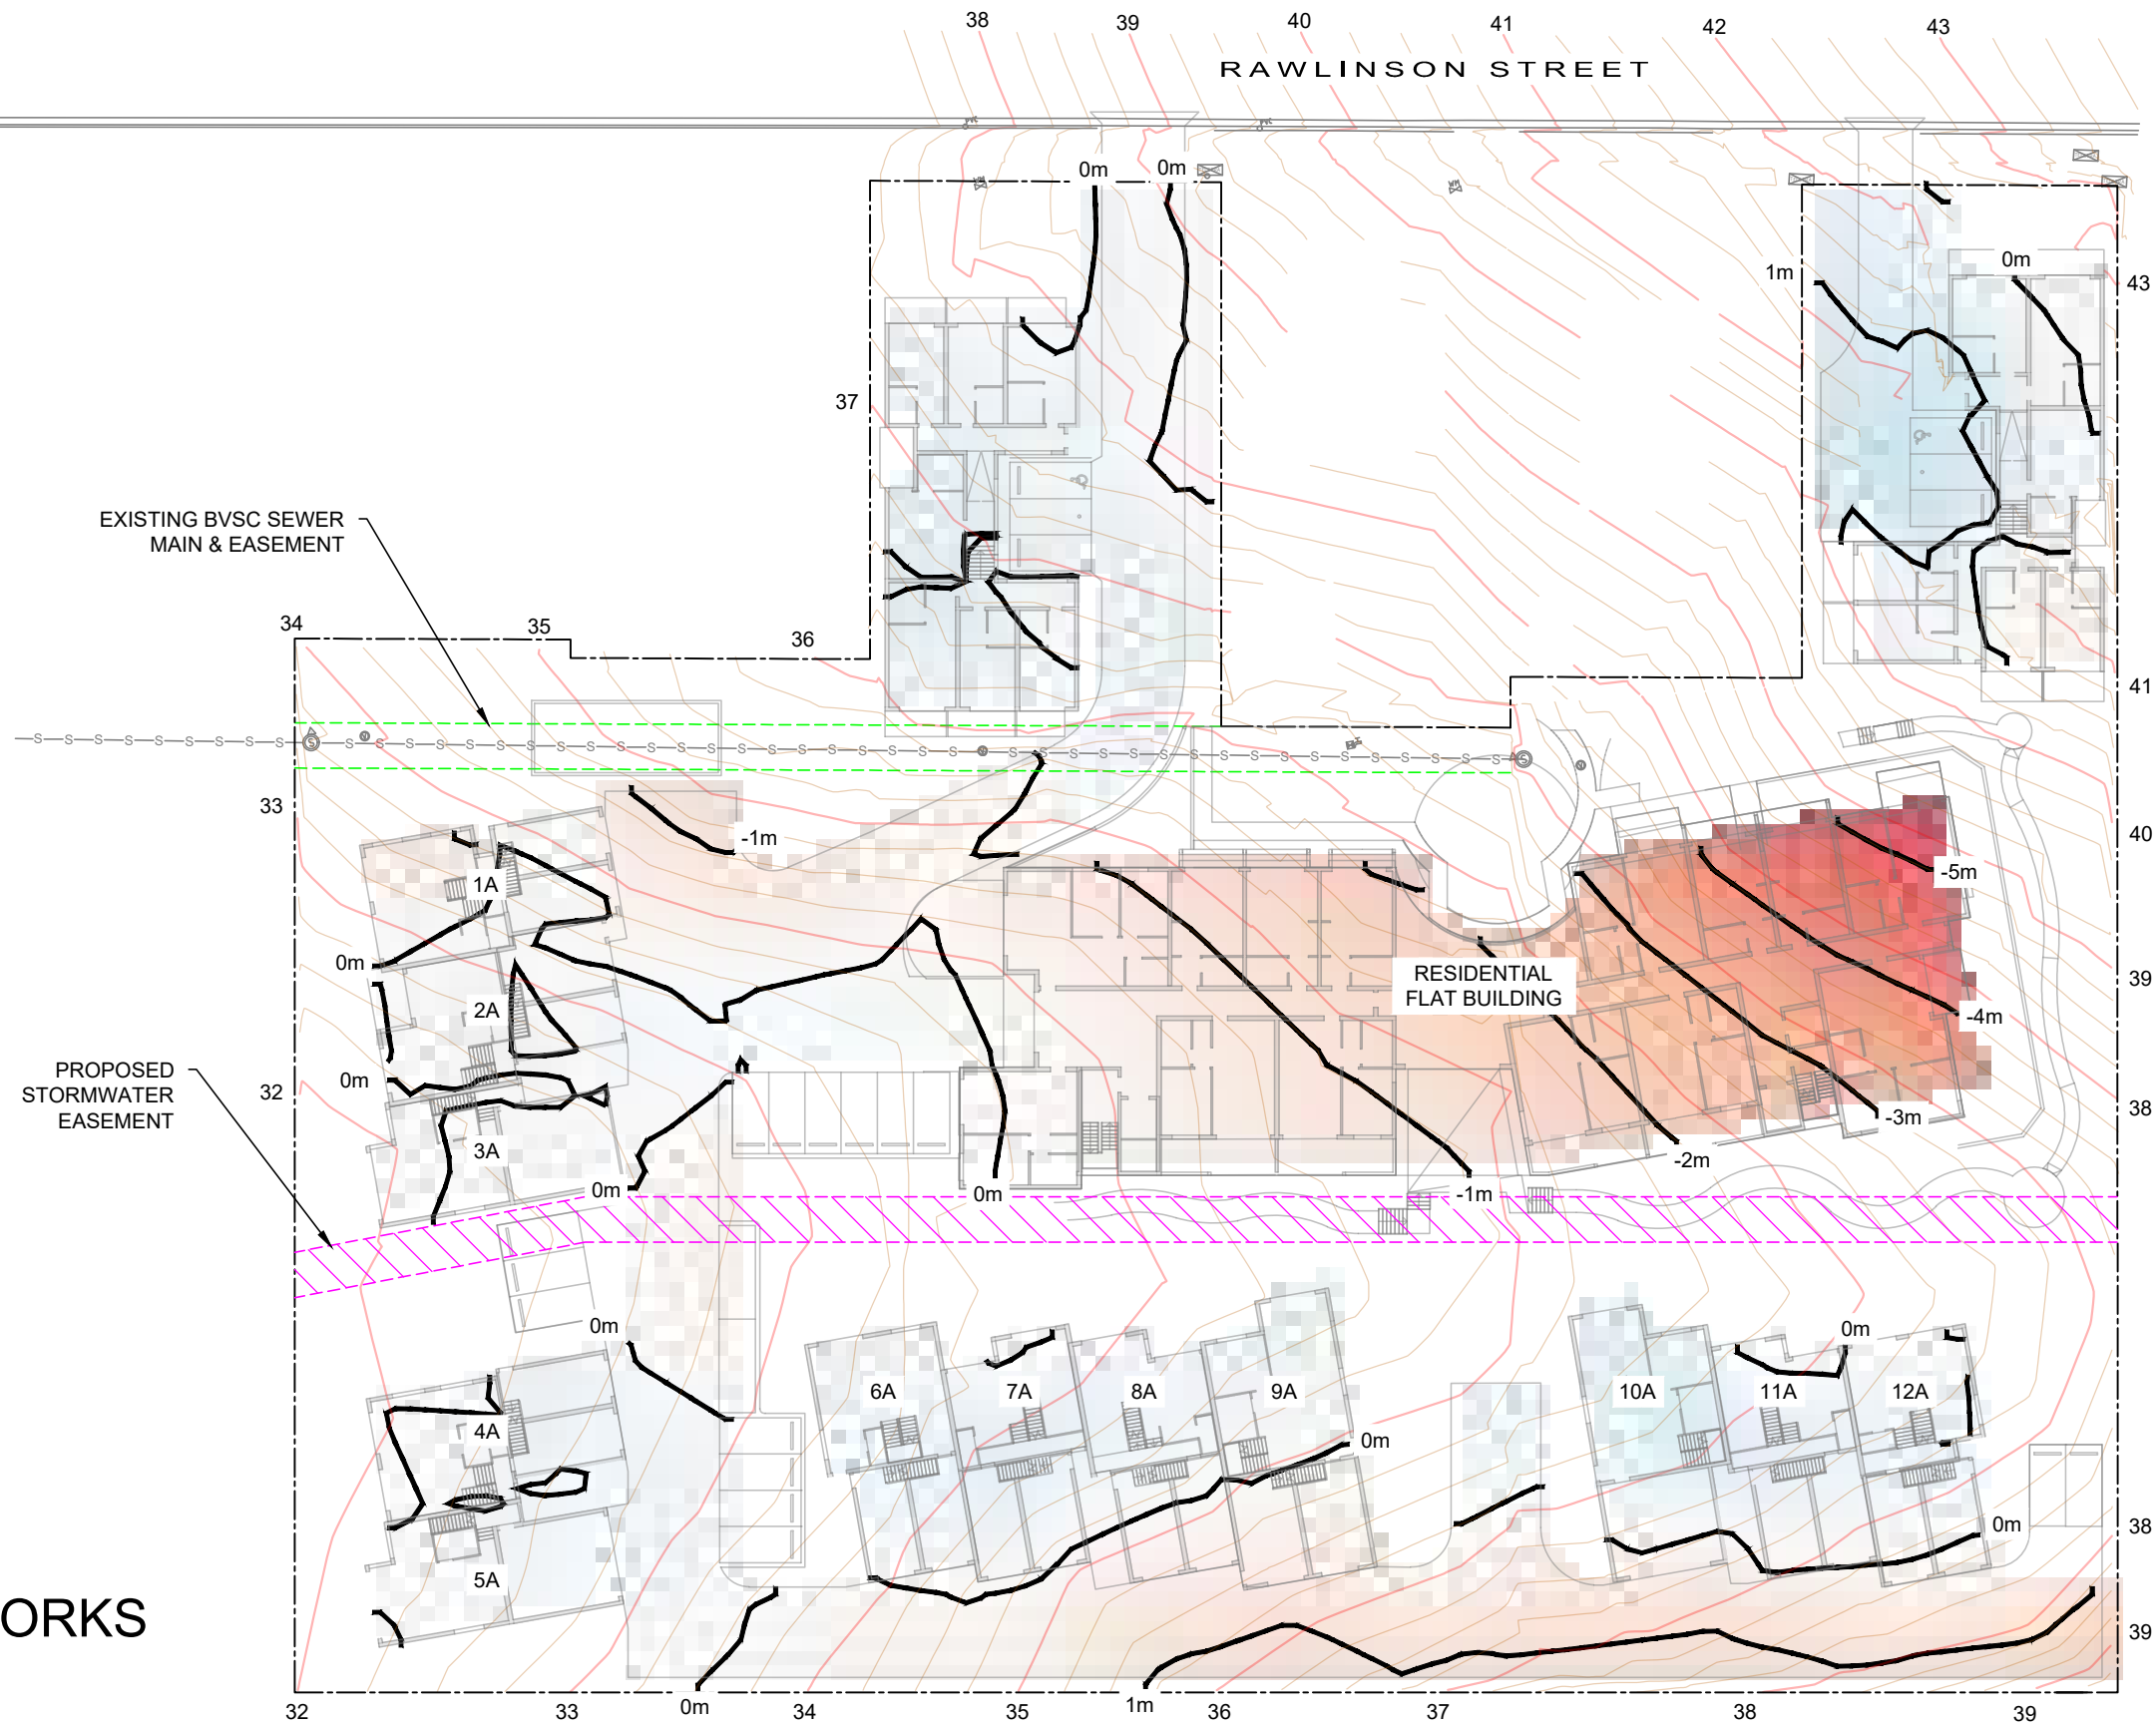 38 39 40 41 42 43
RAWLINSON STREET
0m 0m
1m 0m 43
37
EXISTING BVSC SEWER
MAIN & EASEMENT
34 35 36
41
S S S S S S S S S S S S S S S S S S S S S S S S S S S S S S S S S S S S S S S S S S S S S S S S
33 -1m 40
1A -5m
0m RESIDENTIAL
FLAT BUILDING 39
2A -4m
PROPOSED
STORMWATER
EASEMENT
0m
32 38
3A -3m
-2m
0m 0m -1m
0m 0m
6A 7A 8A 9A 10A 11A 12A
4A 0m
0m 38
5A
ORKS 39
32 33 0m 34 35 1m 36 37 38 39